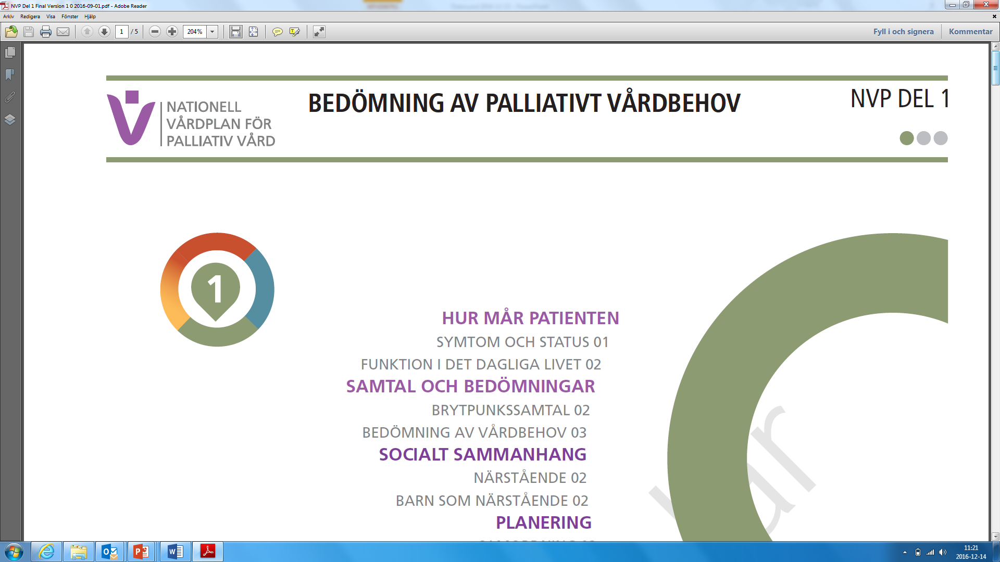 NVP Del 1 Final Version 1 0 2016-09-01.pdf - Adobe Reader
Arkiv Redigera Visa Fönster Hjälp
1 / 5 204% Fyll i och signera Kommentar
NATIONELL
VÅRDPLAN FÖR
PALLIATIV VÅRD
BEDÖMNING AV PALLIATIVT VÅRDBEHOV
NVP DEL 1
1
HUR MÅR PATIENTEN
SYMTOM OCH STATUS 01
FUNKTION I DET DAGLIGA LIVET 02
SAMTAL OCH BEDÖMNINGAR
BRYTPUNKSSAMTAL 02
BEDÖMNING AV VÅRDBEHOV 03
SOCIALT SAMMANHANG
NÄRSTÅENDE 02
BARN SOM NÄRSTÅENDE 02
PLANERING
11:21
2016-12-14